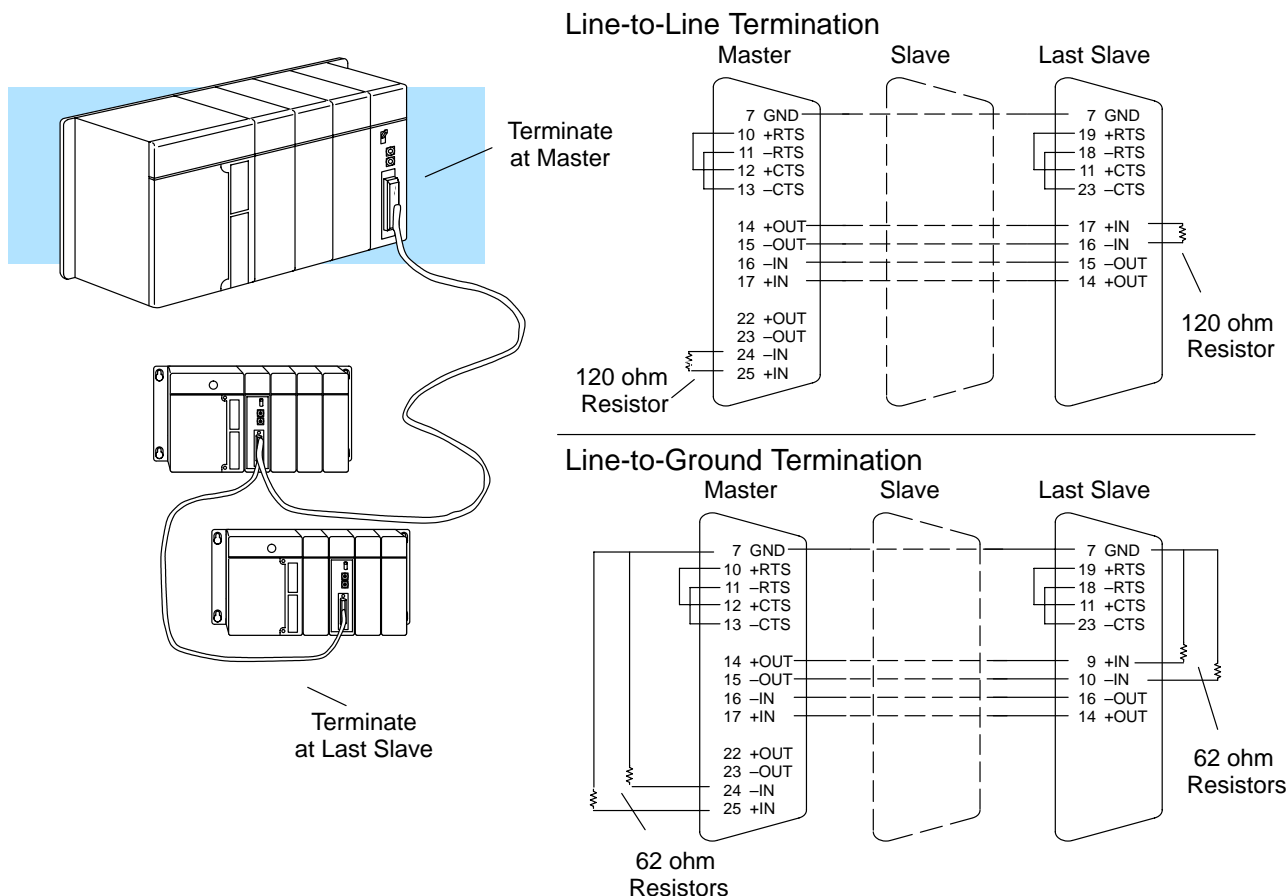 Terminate
at Master
Terminate
at Last Slave
Line-to-Line Termination
Master
Slave
Last Slave
7 GND
10 +RTS
11 –RTS
12 +CTS
13 –CTS
14 +OUT
15 –OUT
16 –IN
17 +IN
22 +OUT
23 –OUT
24 –IN
25 +IN
120 ohm
Resistor
7 GND
19 +RTS
18 –RTS
11 +CTS
23 –CTS
17 +IN
16 –IN
15 –OUT
14 +OUT
120 ohm
Resistor
Line-to-Ground Termination
Master
Slave
Last Slave
7 GND
10 +RTS
11 –RTS
12 +CTS
13 –CTS
14 +OUT
15 –OUT
16 –IN
17 +IN
22 +OUT
23 –OUT
24 –IN
25 +IN
62 ohm
Resistors
7 GND
19 +RTS
18 –RTS
11 +CTS
23 –CTS
9 +IN
10 –IN
16 –OUT
14 +OUT
62 ohm
Resistors